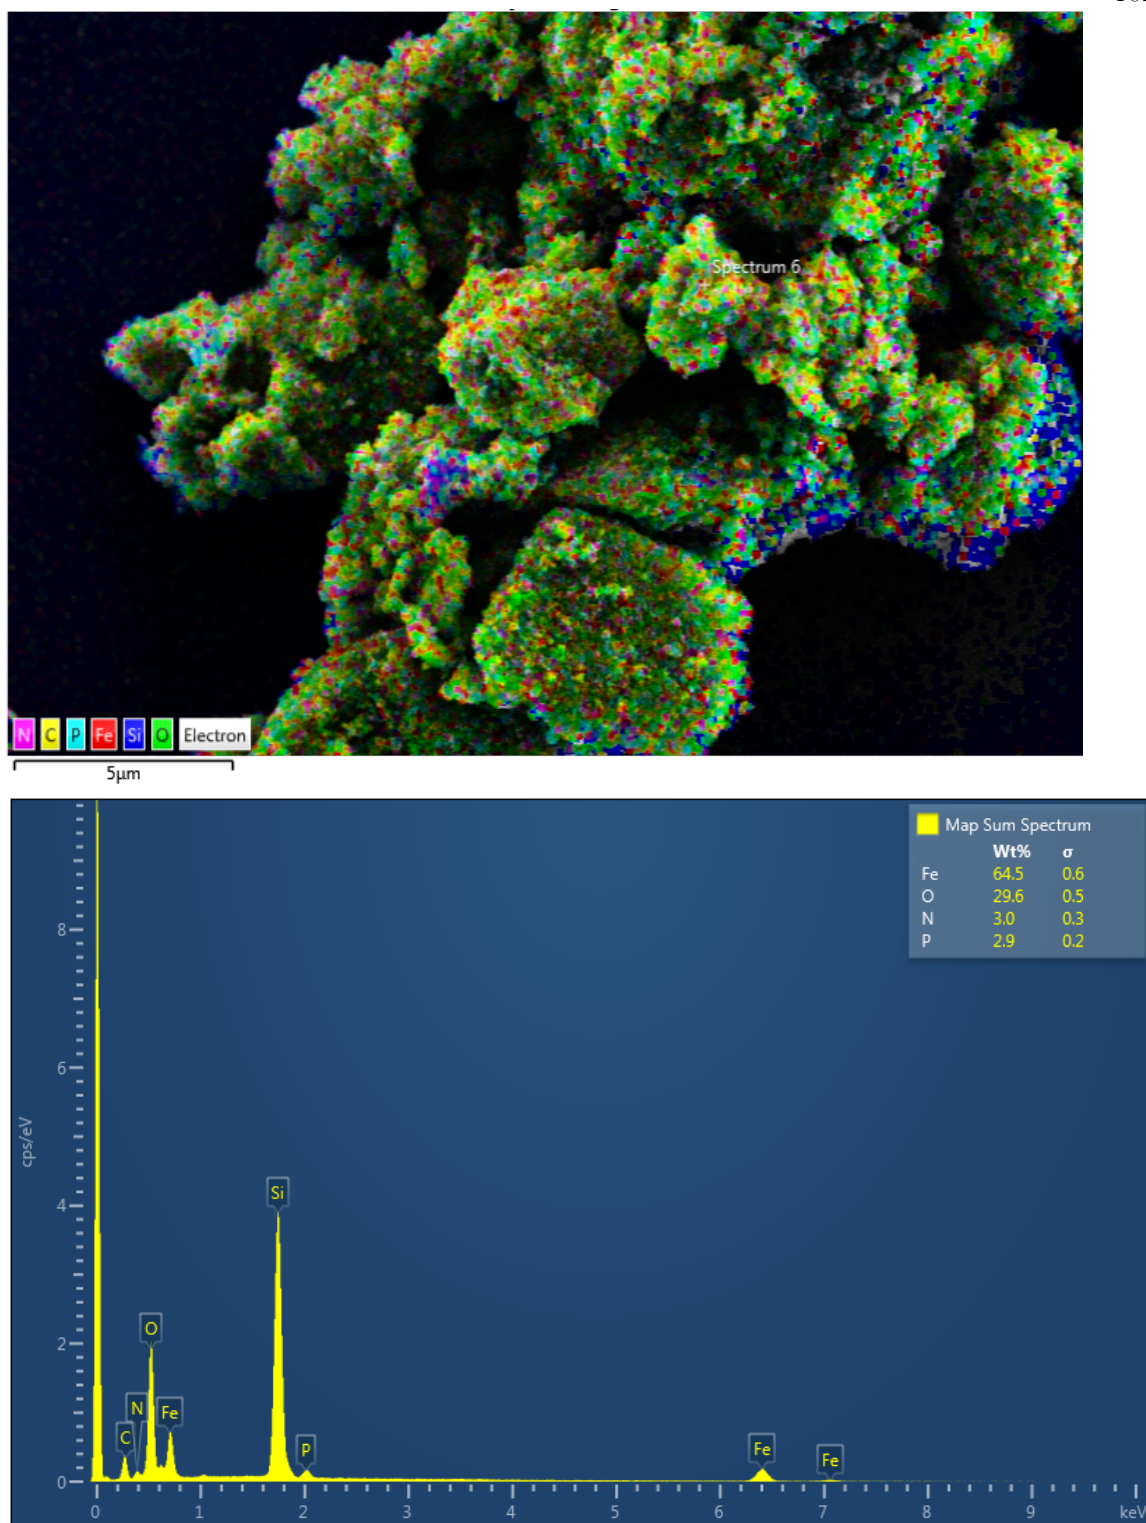 Spectrum 6
N C P Fe Si O Electron
5μm
Map Sum Spectrum
Wt% σ
Fe 64.5 0.6
O 29.6 0.5
N 3.0 0.3
P 2.9 0.2
8
6
cps/eV
4
Si
2
O
N
Fe
C
P
Fe
Fe
0
0 1 2 3 4 5 6 7 8 9 keV